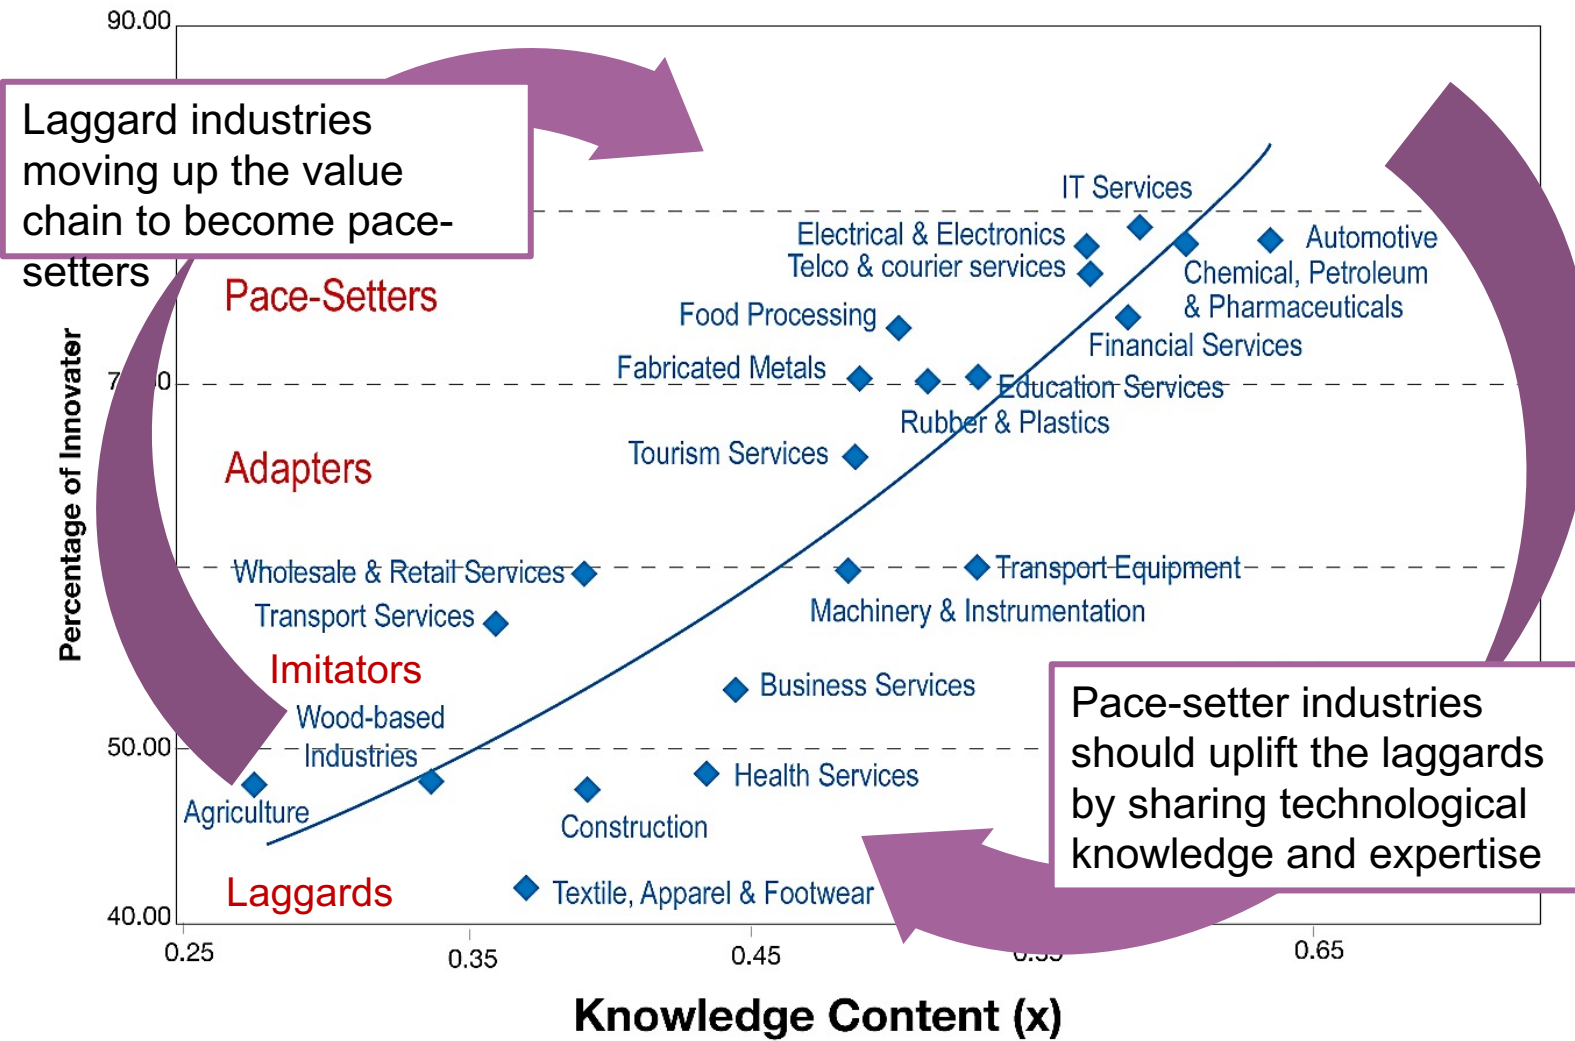 90.00
Laggard industries
moving up the value
chain to become pace-
setters
IT Services
Electrical & Electronics
Automotive
Telco & courier services
Chemical, Petroleum
& Pharmaceuticals
Pace-Setters
Food Processing
Financial Services
Fabricated Metals
Education Services
Rubber & Plastics
Tourism Services
Adapters
Percentage of Innovator
Wholesale & Retail Services
Transport Equipment
Transport Services
Machinery & Instrumentation
Imitators
Business Services
Wood-based
Industries
50.00
Health Services
Agriculture
Construction
Pace-setter industries
should uplift the laggards
by sharing technological
knowledge and expertise
Laggards
Textile, Apparel & Footwear
40.00
0.25
0.35
0.45
0.65
Knowledge Content (x)